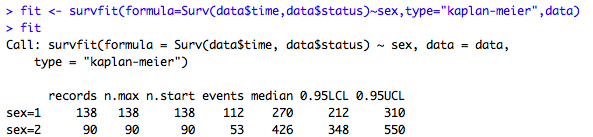 > fit <- survfit(formula=Surv(data$time,data$status)~sex,type="kaplan-meier",data)
> fit
Call: survfit(formula = Surv(data$time, data$status) ~ sex, data = data,
    type = "kaplan-meier")

      records n.max n.start events median 0.95LCL 0.95UCL
sex=1     138   138     138    112    270     212     310
sex=2      90    90      90     53    426     348     550